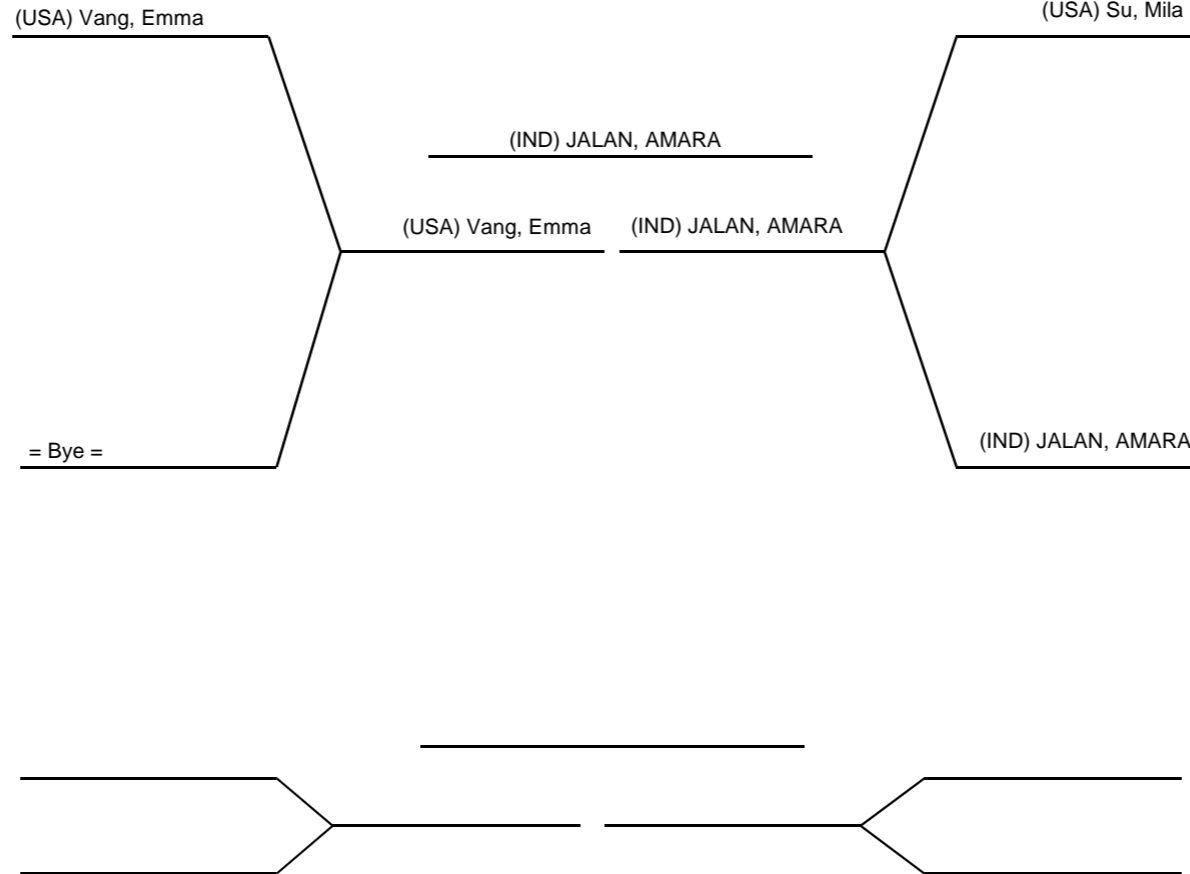 (USA) Vang, Emma
(USA) Su, Mila
(IND) JALAN, AMARA
(USA) Vang, Emma
(IND) JALAN, AMARA
= Bye =
(IND) JALAN, AMARA